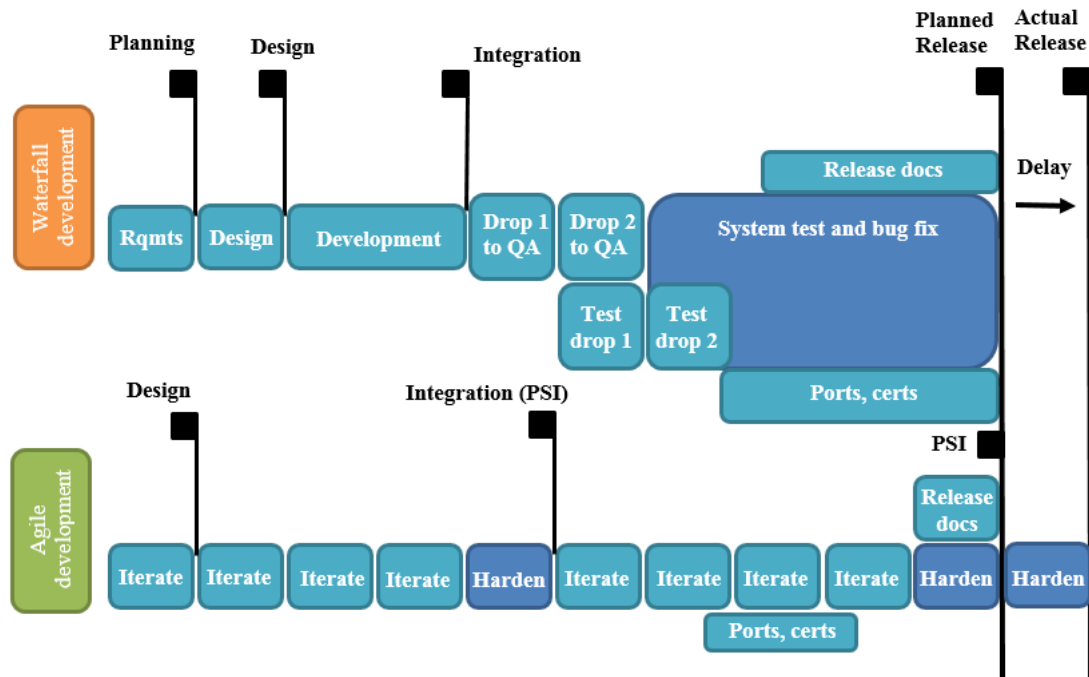 Planning
Design
Integration
Planned
Release
Actual
Release
Waterfall
development
Release docs
Delay
Rqmts
Design
Development
Drop 1
to QA
Drop 2
to QA
System test and bug fix
Test
drop 1
Test
drop 2
Ports, certs
Design
Integration (PSI)
PSI
Agile
development
Release
docs
Iterate
Iterate
Iterate
Iterate
Harden
Iterate
Iterate
Iterate
Iterate
Harden
Harden
Ports, certs